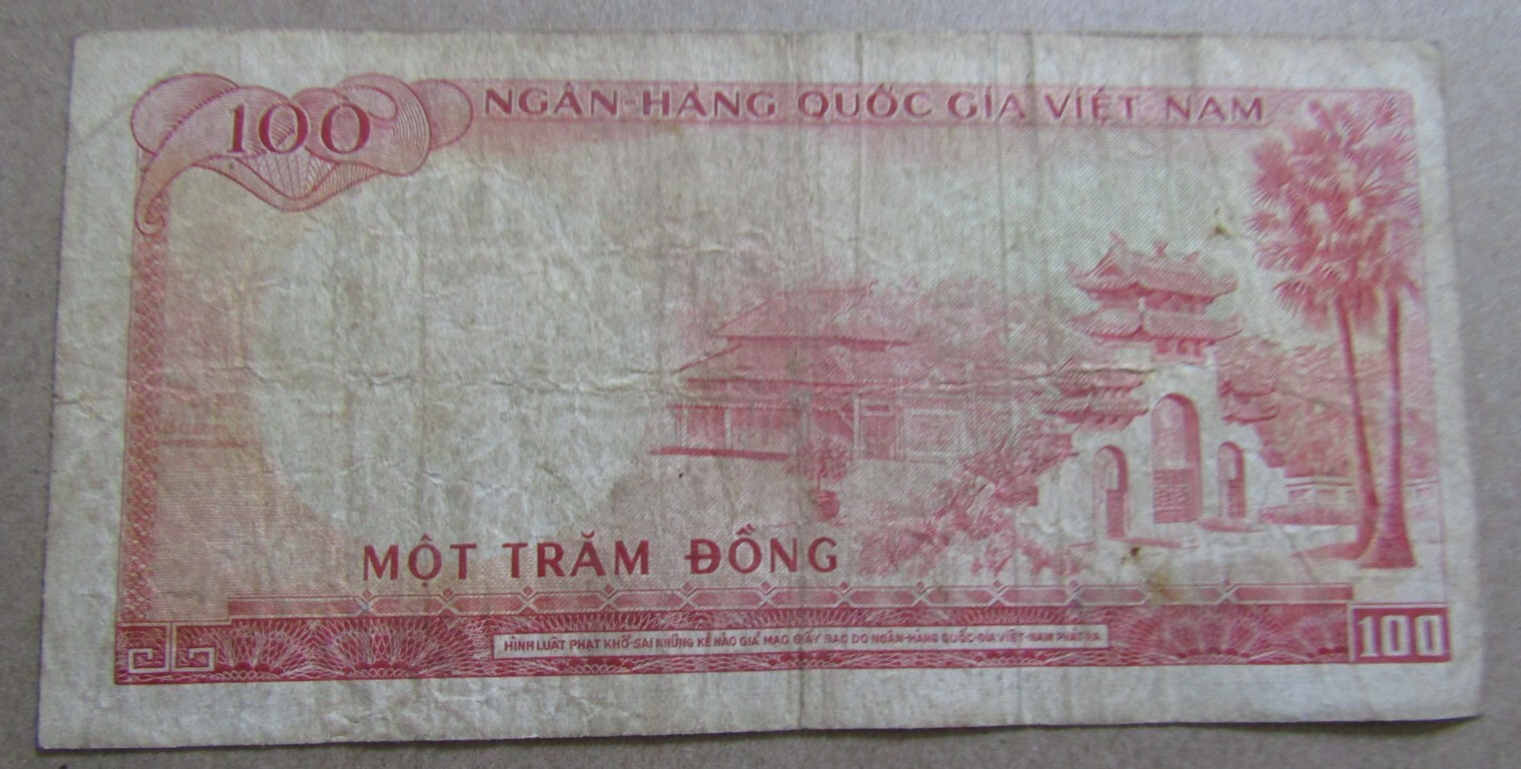 100
NGÂN-HÀNG QUỐC GIA VIỆT NAM
MỘT TRĂM ĐỒNG
HÌNH LUẬT PHẠT KHỔ-SAI NHỮNG KẺ NÀO GIẢ MẠO GIẤY BẠC DO NGÂN-HÀNG QUỐC-GIA VIỆT-NAM PHÁT RA
100